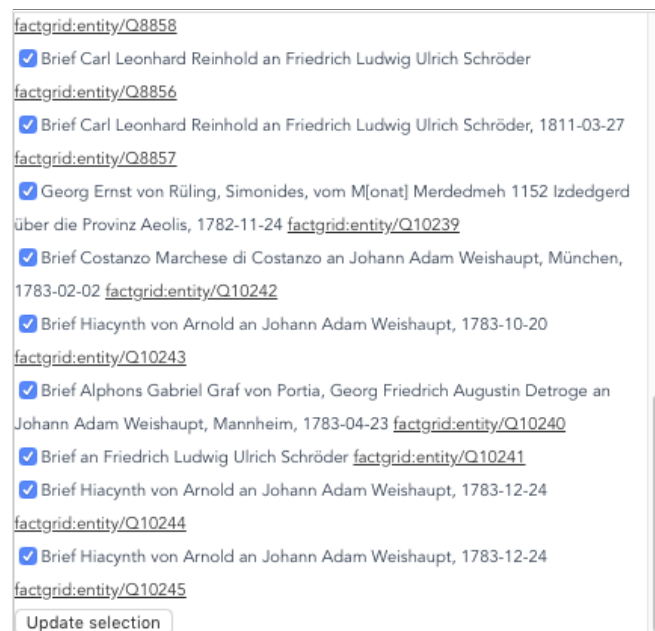 factgrid:entity/Q8858
Brief Carl Leonhard Reinhold an Friedrich Ludwig Ulrich Schröder
factgrid:entity/Q8856
Brief Carl Leonhard Reinhold an Friedrich Ludwig Ulrich Schröder, 1811-03-27
factgrid:entity/Q8857
Georg Ernst von Rüling, Simonides, vom M[onat] Merdedmeh 1152 Izdedgerd
über die Provinz Aeolis, 1782-11-24 factgrid:entity/Q10239
Brief Costanzo Marchese di Costanzo an Johann Adam Weishaupt, München,
1783-02-02 factgrid:entity/Q10242
Brief Hiacynth von Arnold an Johann Adam Weishaupt, 1783-10-20
factgrid:entity/Q10243
Brief Alphons Gabriel Graf von Portia, Georg Friedrich Augustin Detroge an
Johann Adam Weishaupt, Mannheim, 1783-04-23 factgrid:entity/Q10240
Brief an Friedrich Ludwig Ulrich Schröder factgrid:entity/Q10241
Brief Hiacynth von Arnold an Johann Adam Weishaupt, 1783-12-24
factgrid:entity/Q10244
Brief Hiacynth von Arnold an Johann Adam Weishaupt, 1783-12-24
factgrid:entity/Q10245
Update selection